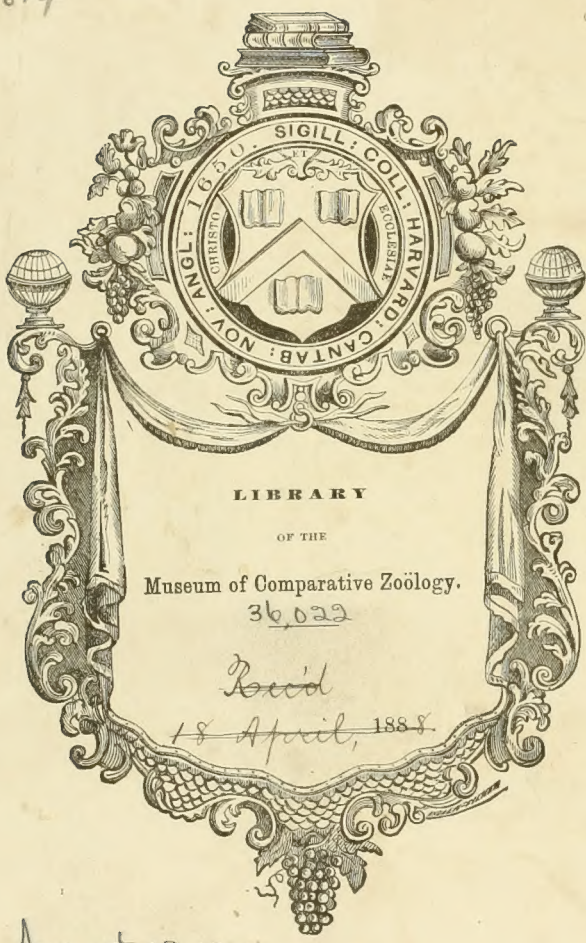 SIGILL: COLL: HARVARD: CANTAB: NOV: ANGL: 1650.
CHRISTO
ET
ECCLESIAE
LIBRARY
OF THE
Museum of Comparative Zoölogy.
36,022
Rec'd
18 April, 1888.